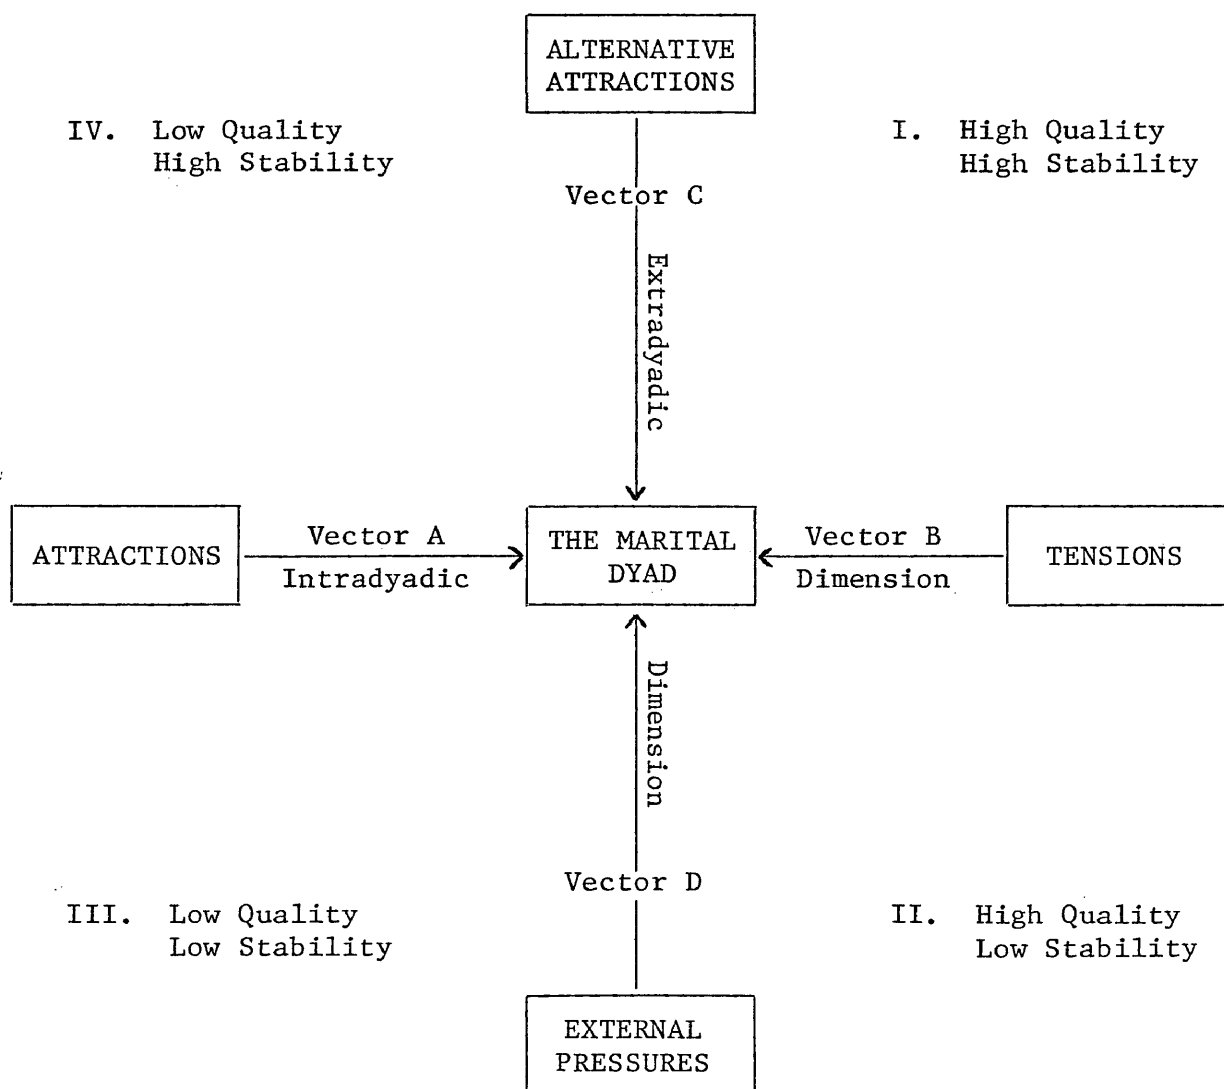 ALTERNATIVE
ATTRACTIONS
IV. Low Quality
High Stability
I. High Quality
High Stability
Vector C
Extradyadic
ATTRACTIONS
Vector A
Intradyadic
THE MARITAL
DYAD
Vector B
Dimension
TENSIONS
Dimension
Vector D
III. Low Quality
Low Stability
II. High Quality
Low Stability
EXTERNAL
PRESSURES